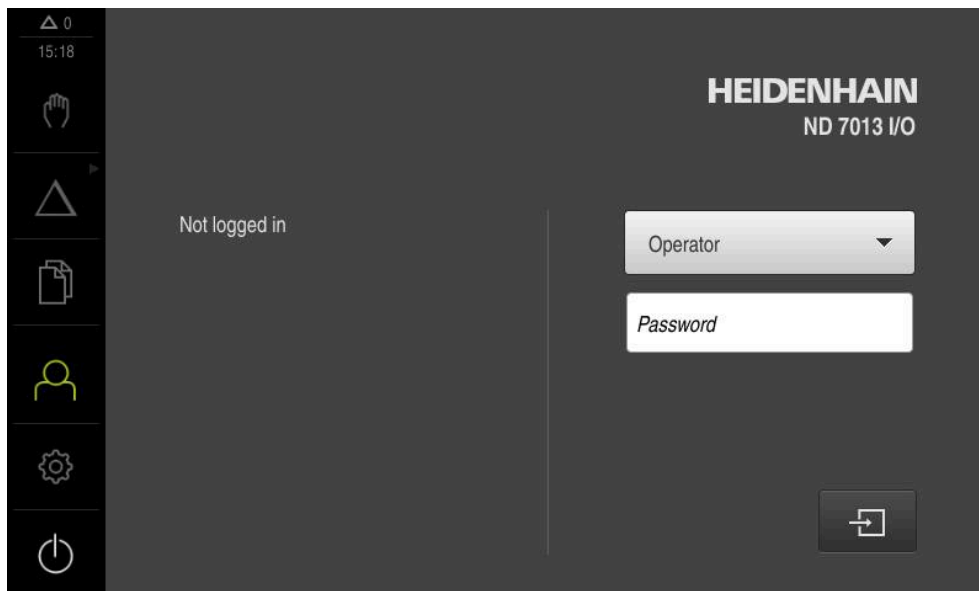 0
15:18
HEIDENHAIN
ND 7013 I/O
Not logged in
Operator
Password